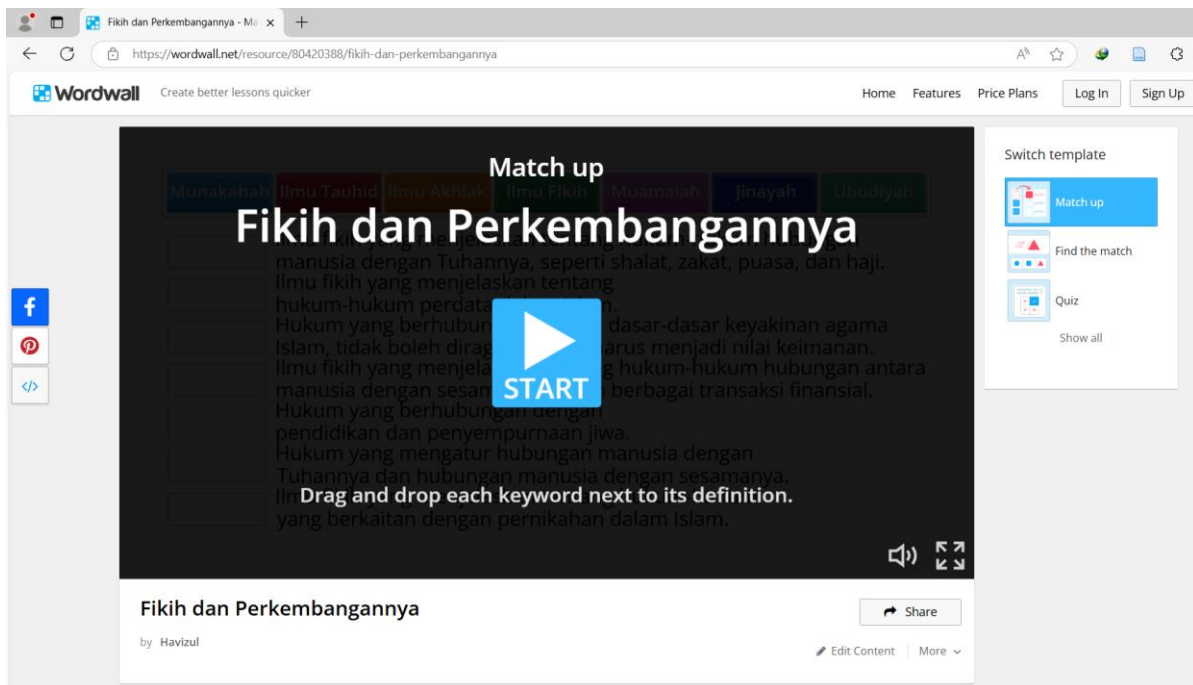 Fikih dan Perkembangannya - Ma
https://wordwall.net/resource/80420388/fikih-dan-perkembangannya
Wordwall Create better lessons quicker
Home Features Price Plans Log In Sign Up
Match up
Munakahah Ilmu Tauhid Ilmu Akhlak Ilmu Fikih Muamalah Jinayah Ubudiyah
Fikih dan Perkembangannya
manusia dengan Tuhannya, seperti shalat, zakat, puasa, dan haji.
Ilmu fikih yang menjelaskan tentang
hukum-hukum perdata
Hukum yang dasar-dasar keyakinan agama
Islam, tidak boleh menjadi nilai keimanan.
Ilmu fikih yang hukum-hukum hubungan antara
manusia dengan berbagai transaksi finansial.
START
Hukum yang berhubungan dengan
pendidikan dan penyempurnaan jiwa.
Hukum yang mengatur hubungan manusia dengan
Tuhannya dan hubungan manusia dengan sesamanya.
Drag and drop each keyword next to its definition.
yang berkaitan dengan pernikahan dalam Islam.
Switch template
Match up
Find the match
Quiz
Show all
Fikih dan Perkembangannya
Share
by Havizul
Edit Content More